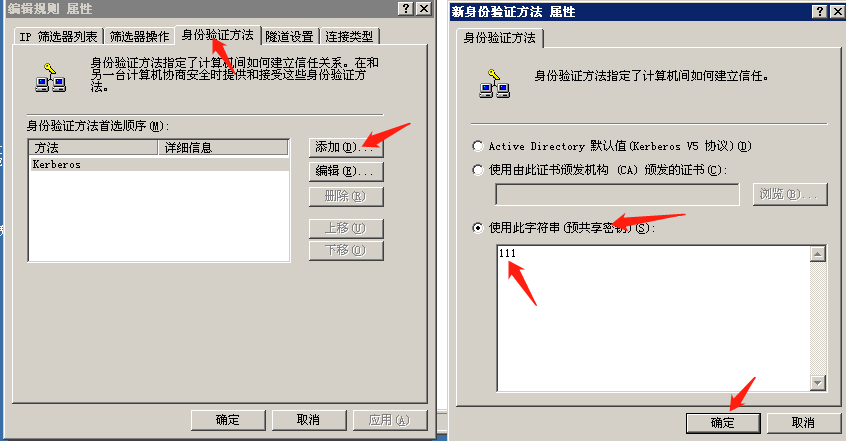 编辑规则 属性
IP 筛选器列表 筛选器操作 身份验证方法 隧道设置 连接类型
身份验证方法指定了计算机间如何建立信任关系。在和
另一台计算机协商安全时提供和接受这些身份验证方
法。
身份验证方法首选顺序(M):
方法 详细信息
Kerberos
添加(D)...
编辑(E)...
删除(R)
上移(U)
下移(O)
确定 取消 应用(A)
新身份验证方法 属性
身份验证方法
身份验证方法指定了计算机间如何建立信任。
Active Directory 默认值(Kerberos V5 协议)(D)
使用由此证书颁发机构 (CA) 颁发的证书(C):
浏览(B)...
使用此字符串(预共享密钥)(S):
111
确定 取消